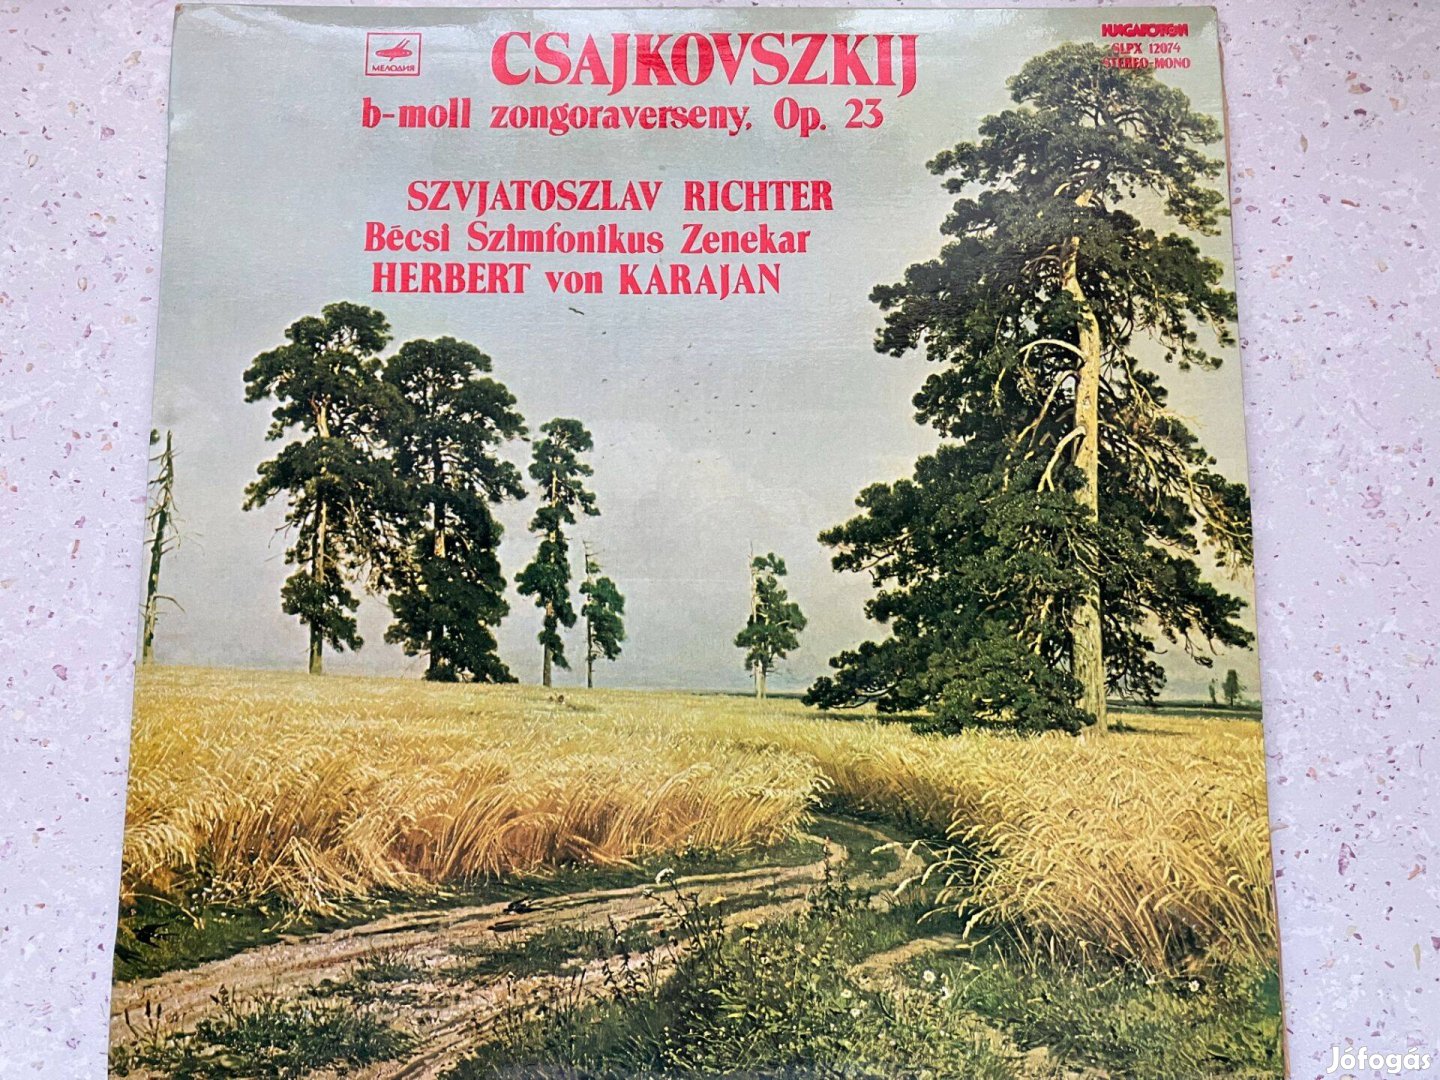 МЕЛОДИЯ
CSAJKOVSZKIJ
b-moll zongoraverseny, Op. 23
HUNGAROTON
SLPX 12074
STEREO-MONO
SZVJATOSZLAV RICHTER
Bécsi Szimfonikus Zenekar
HERBERT von KARAJAN
Jófogás